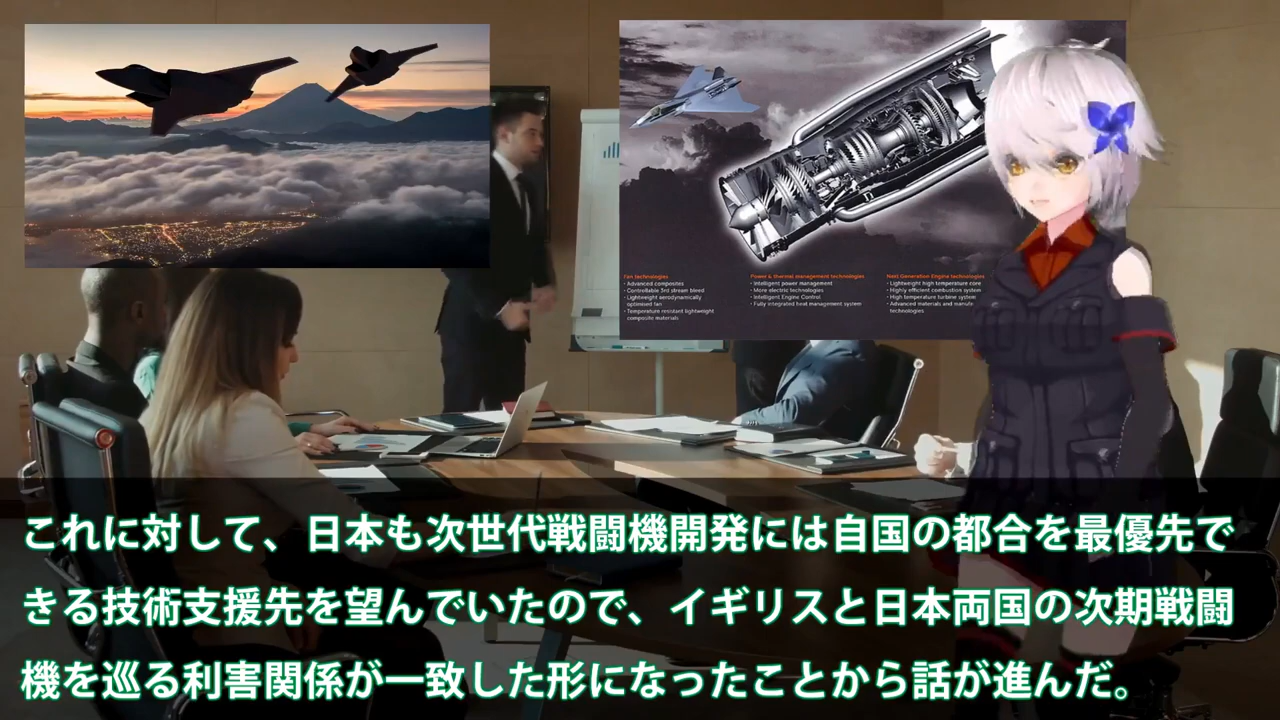 Fan technologies
・Advanced composites
・Controllable 3rd stream bleed
・Lightweight aerodynamically
optimised fan
・Temperature resistant lightweight
composite materials
Power & thermal management technologies
・Intelligent power management
・More electric technologies
・Intelligent Engine Control
・Fully integrated heat management system
Next Generation Engine technologies
・Lightweight high temperature core
・Highly efficient combustion system
・High temperature turbine system
・Advanced materials and
technologies
これに対して、日本も次世代戦闘機開発には自国の都合を最優先で
きる技術支援先を望んでいたので、イギリスと日本両国の次期戦闘
機を巡る利害関係が一致した形になったことから話が進んだ。